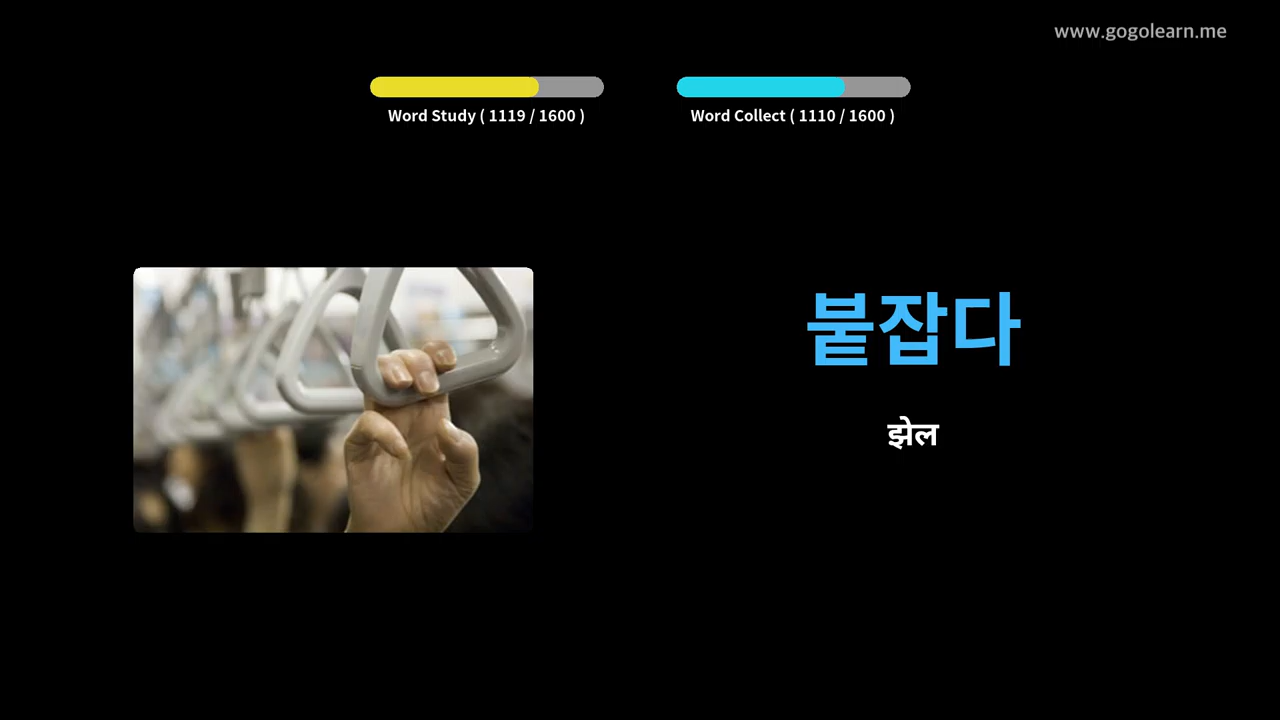 www.gogolearn.me
Word Study ( 1119 / 1600 )
Word Collect ( 1110 / 1600 )
붙잡다
झेल